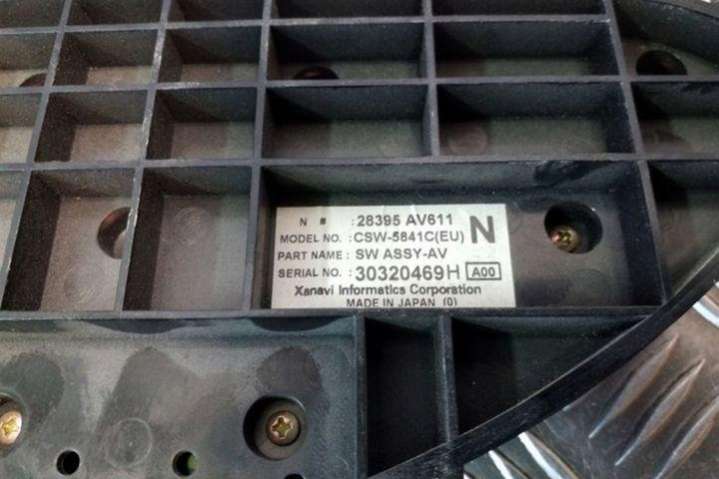 N # : 28395 AV611
MODEL NO. : CSW-5841C(EU) N
PART NAME : SW ASSY-AV
SERIAL NO. : 30320469H A00
Xanavi Informatics Corporation
MADE IN JAPAN (0)